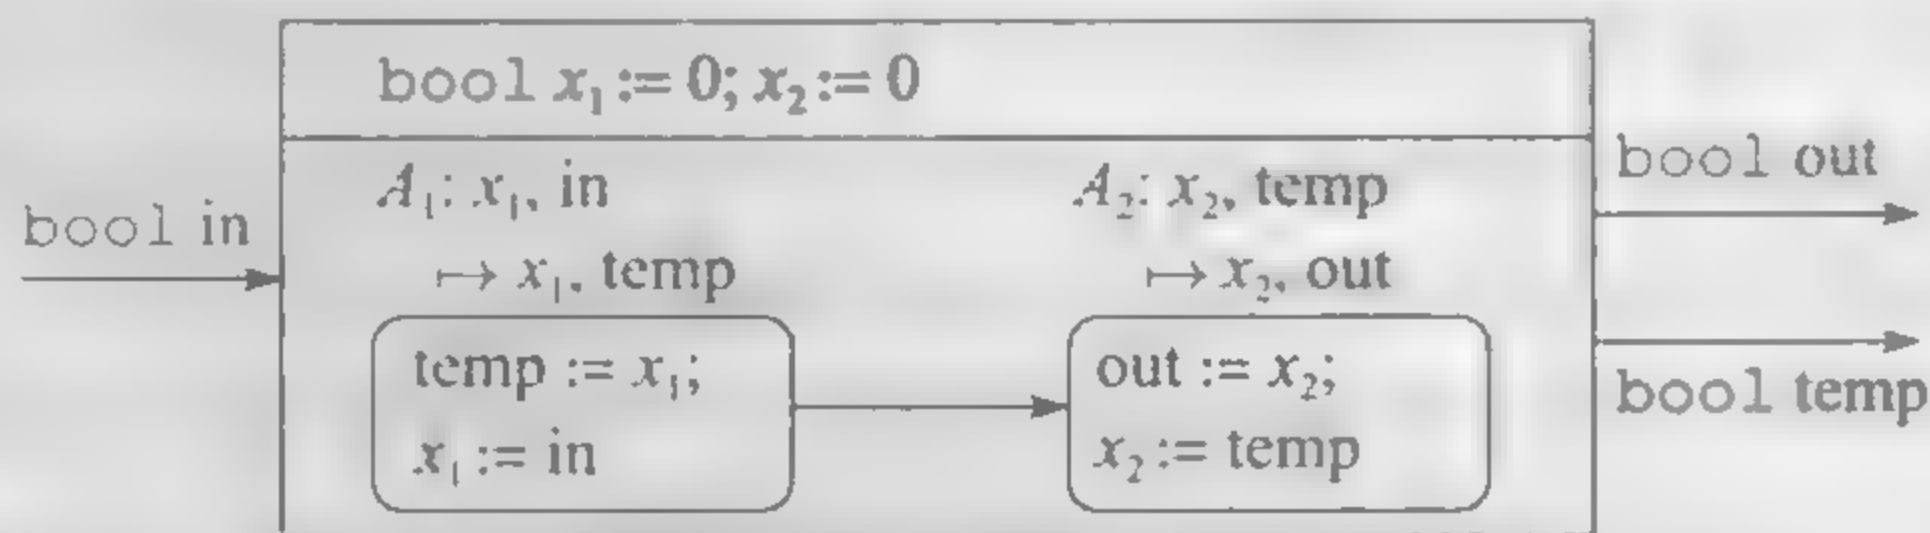 bool x₁ := 0; x₂ := 0
bool in
A₁: x₁, in
↦ x₁, temp
temp := x₁;
x₁ := in
A₂: x₂, temp
↦ x₂, out
out := x₂;
x₂ := temp
bool out
bool temp